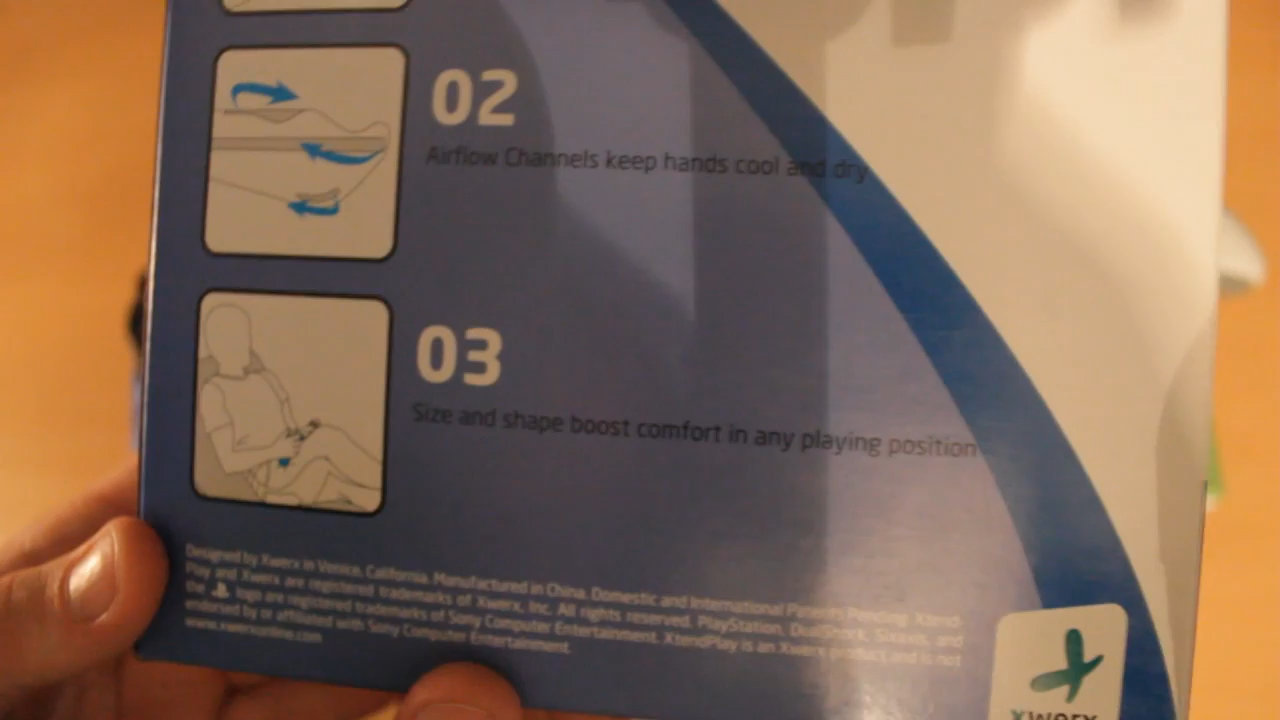 02
Airflow Channels keep hands cool and dry
03
Size and shape boost comfort in any playing position
Designed by Xwerx in Venice, California. Manufactured in China. Domestic and International Patents Pending. Xtend-
Play and Xwerx are registered trademarks of Xwerx, Inc. All rights reserved. PlayStation, DualShock, Sixaxis, and
the logo are registered trademarks of Sony Computer Entertainment. XtendPlay is an Xwerx product and is not
endorsed by or affiliated with Sony Computer Entertainment.
www.xwerxonline.com
xwerx